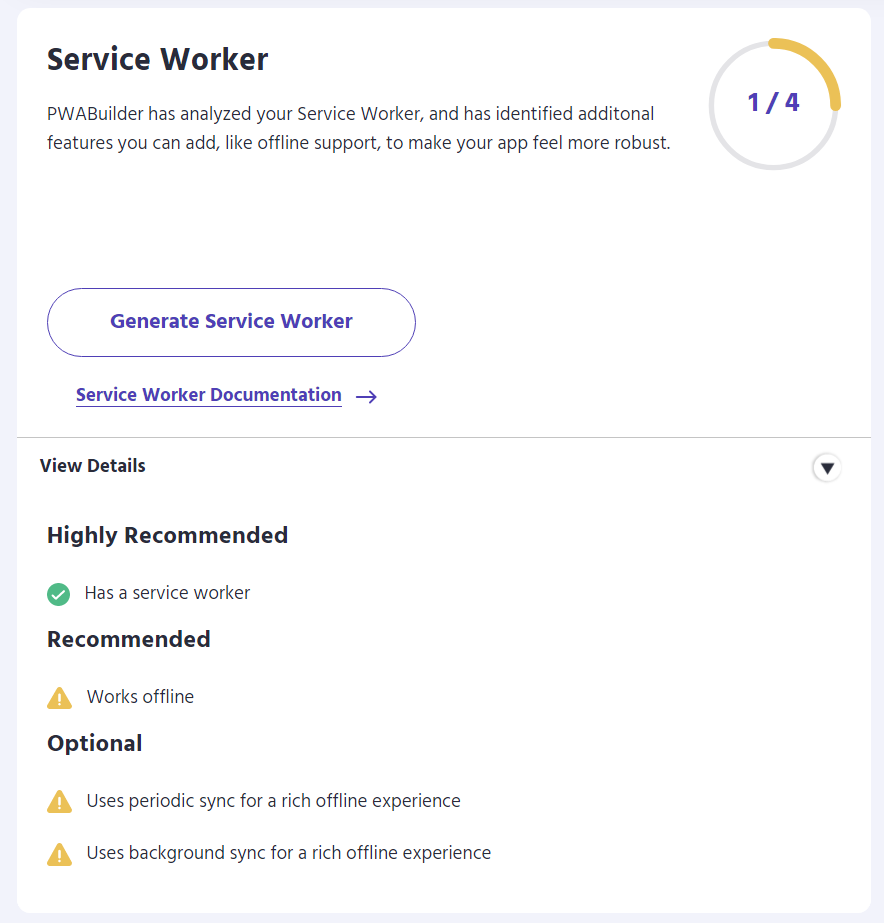 Service Worker
1 / 4
PWABuilder has analyzed your Service Worker, and has identified additonal
features you can add, like offline support, to make your app feel more robust.
Generate Service Worker
Service Worker Documentation
View Details
Highly Recommended
Has a service worker
Recommended
Works offline
Optional
Uses periodic sync for a rich offline experience
Uses background sync for a rich offline experience